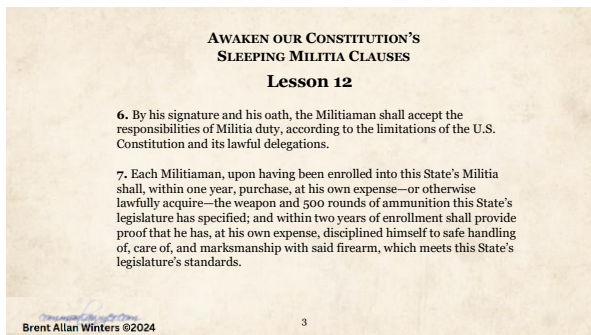 Awaken our Constitution's
Sleeping Militia Clauses
Lesson 12
6. By his signature and his oath, the Militiaman shall accept the
responsibilities of Militia duty, according to the limitations of the U.S.
Constitution and its lawful delegations.
7. Each Militiaman, upon having been enrolled into this State's Militia
shall, within one year, purchase, at his own expense—or otherwise
lawfully acquire—the weapon and 500 rounds of ammunition this State's
legislature has specified; and within two years of enrollment shall provide
proof that he has, at his own expense, disciplined himself to safe handling
of, care of, and marksmanship with said firearm, which meets this State's
legislature's standards.
commonlawyer.com
Brent Allan Winters ©2024
3